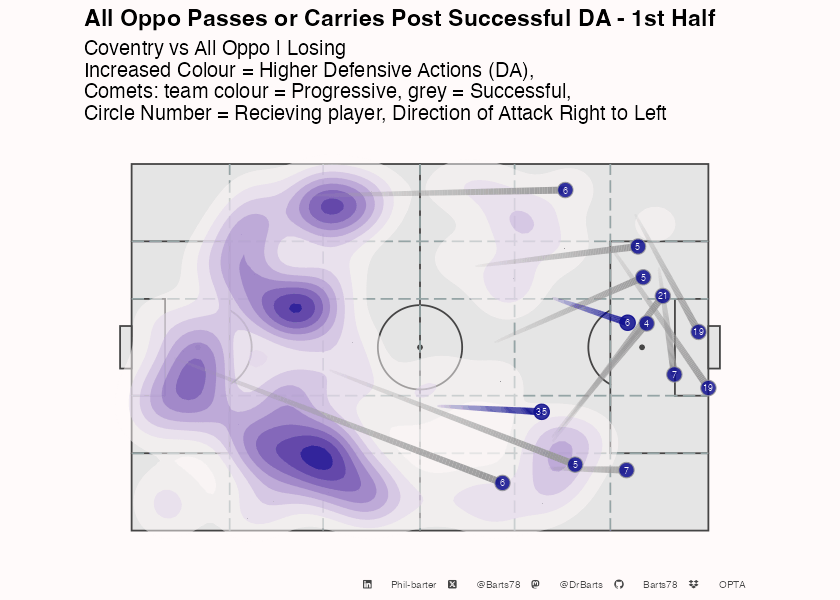 All Oppo Passes or Carries Post Successful DA - 1st Half
Coventry vs All Oppo l Losing
Increased Colour = Higher Defensive Actions (DA),
Comets: team colour = Progressive, grey = Successful,
Circle Number = Recieving player, Direction of Attack Right to Left
6
5
5
21
6
4
19
7
19
35
5
7
6
Phil-barter @Barts78 @DrBarts Barts78 OPTA